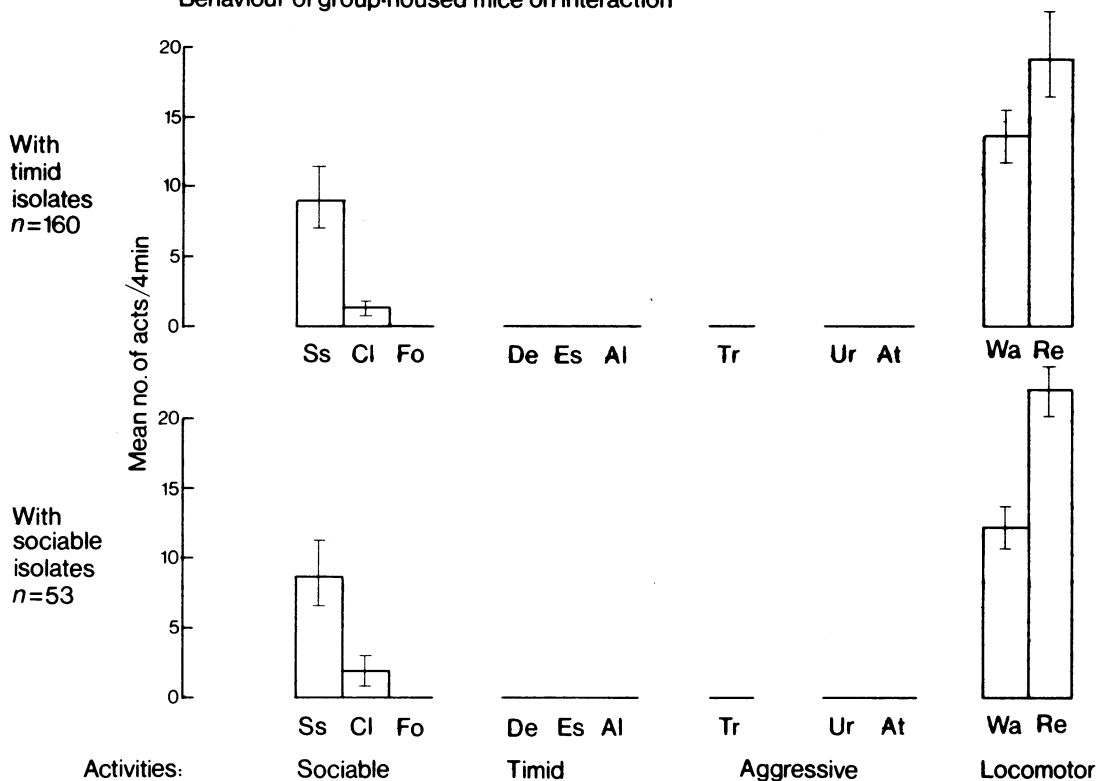 Behaviour of group-housed mice on interaction
20
15
10
5
0
With
timid
isolates
n=160
Mean no. of acts/4min
Ss Cl Fo De Es Al Tr Ur At Wa Re
20
15
10
5
0
With
sociable
isolates
n=53
Ss Cl Fo De Es Al Tr Ur At Wa Re
Activities: Sociable Timid Aggressive Locomotor